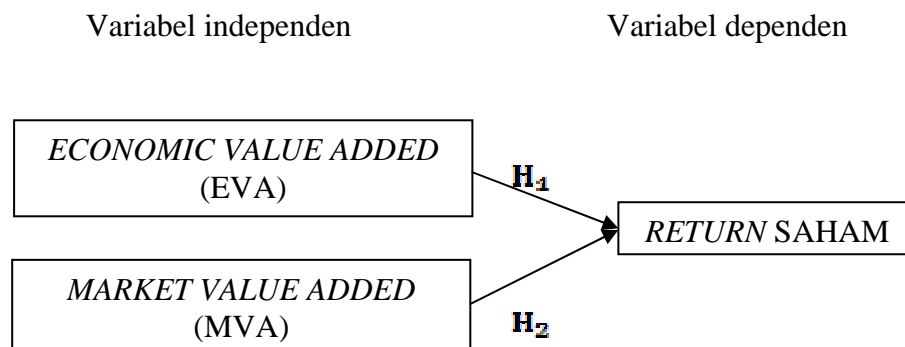 Variabel independen
Variabel dependen
ECONOMIC VALUE ADDED
(EVA)
H1
RETURN SAHAM
MARKET VALUE ADDED
(MVA)
H2